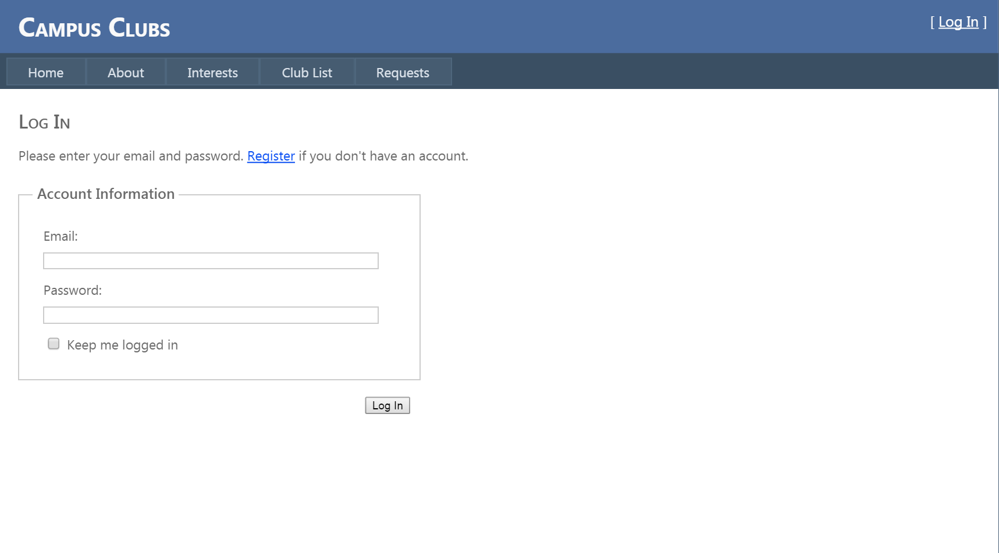 Campus Clubs
[ Log In ]
Home About Interests Club List Requests
Log In
Please enter your email and password. Register if you don't have an account.
Account Information
Email:
Password:
Keep me logged in
Log In